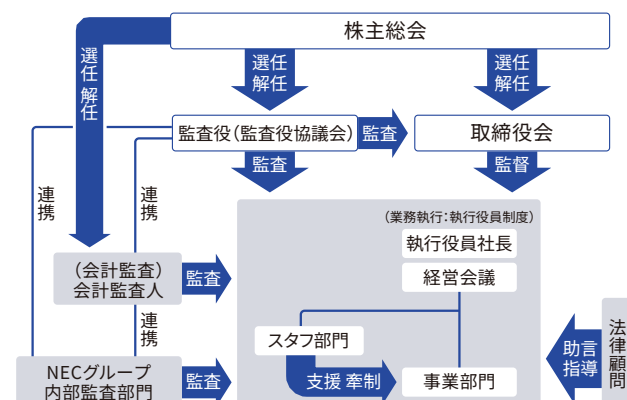 株主総会
選任 解任
選任
解任
選任
解任
監査役（監査役協議会）
監査
取締役会
監査
監督
連携
連携
（業務執行：執行役員制度）
執行役員社長
経営会議
（会計監査）
会計監査人
監査
連携
スタフ部門
支援 牽制
事業部門
助言
指導
法律顧問
NECグループ
内部監査部門
監査